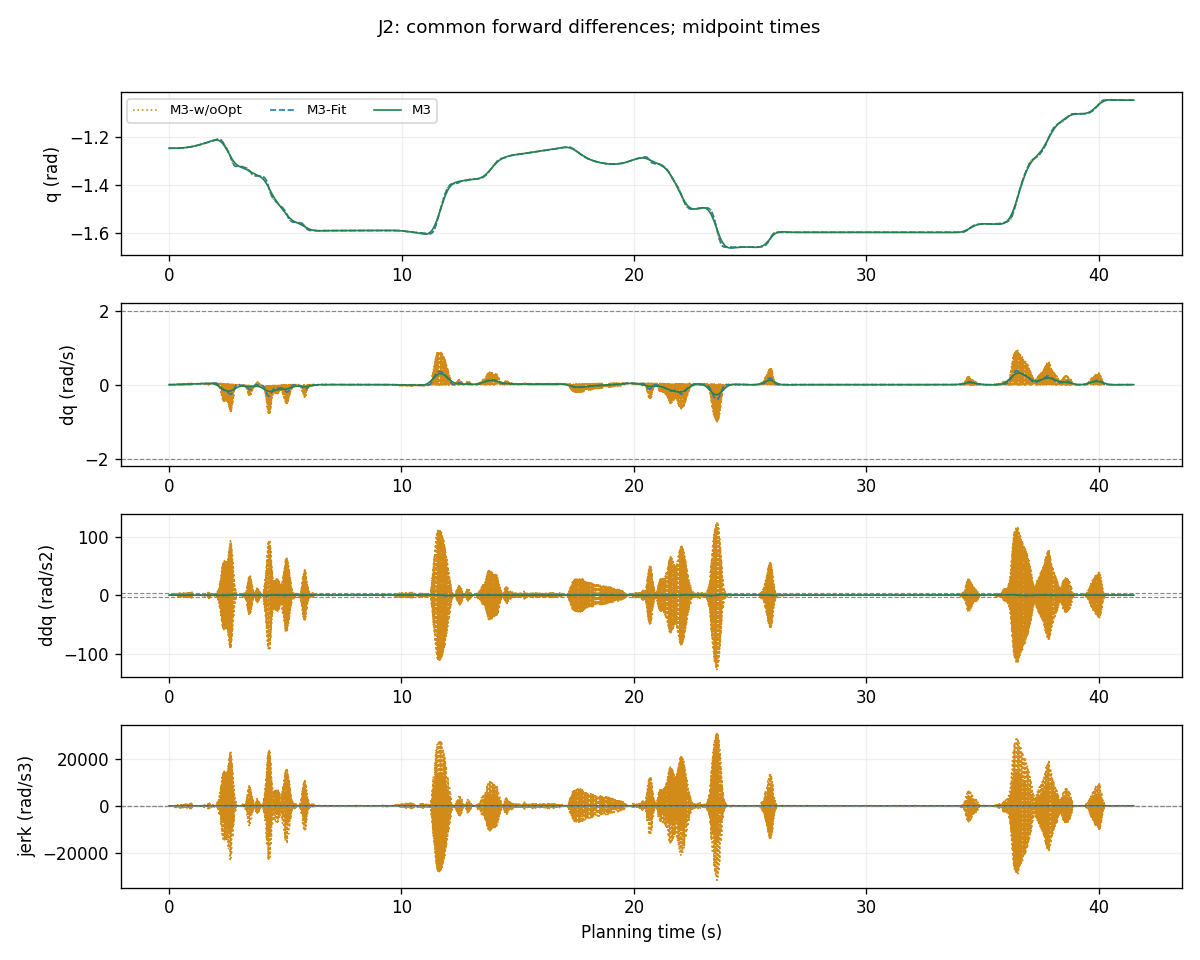 J2: common forward differences; midpoint times
M3-w/oOpt M3-Fit M3
q (rad)
−1.2
−1.4
−1.6
0 10 20 30 40
dq (rad/s)
2
0
−2
0 10 20 30 40
ddq (rad/s2)
100
0
−100
0 10 20 30 40
jerk (rad/s3)
20000
0
−20000
0 10 20 30 40
Planning time (s)